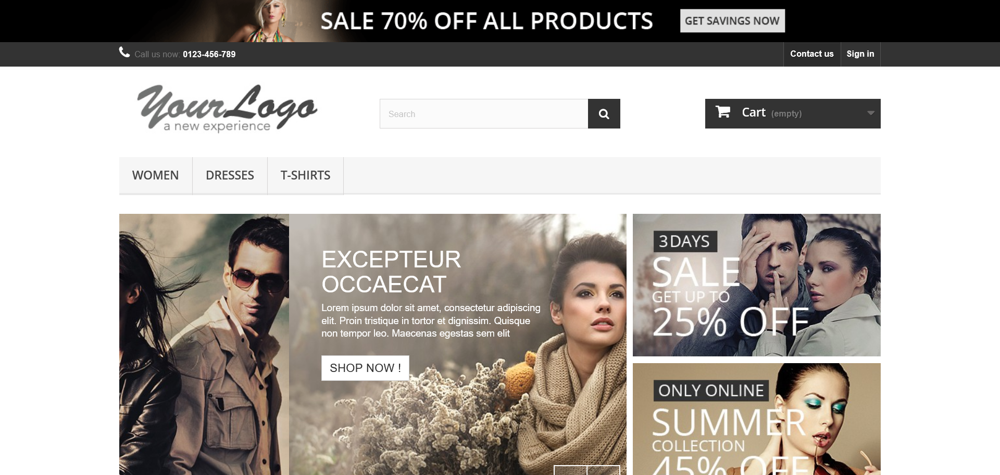 SALE 70% OFF ALL PRODUCTS
GET SAVINGS NOW
Call us now: 0123-456-789
Contact us
Sign in
YourLogo
a new experience
Search
Cart (empty)
WOMEN
DRESSES
T-SHIRTS
EXCEPTEUR
OCCAECAT
Lorem ipsum dolor sit amet, consectetur adipiscing
elit. Proin tristique in tortor et dignissim. Quisque
non tempor leo. Maecenas egestas sem elit
SHOP NOW !
3 DAYS
SALE
GET UP TO
25% OFF
ONLY ONLINE
SUMMER
COLLECTION
45% OFF